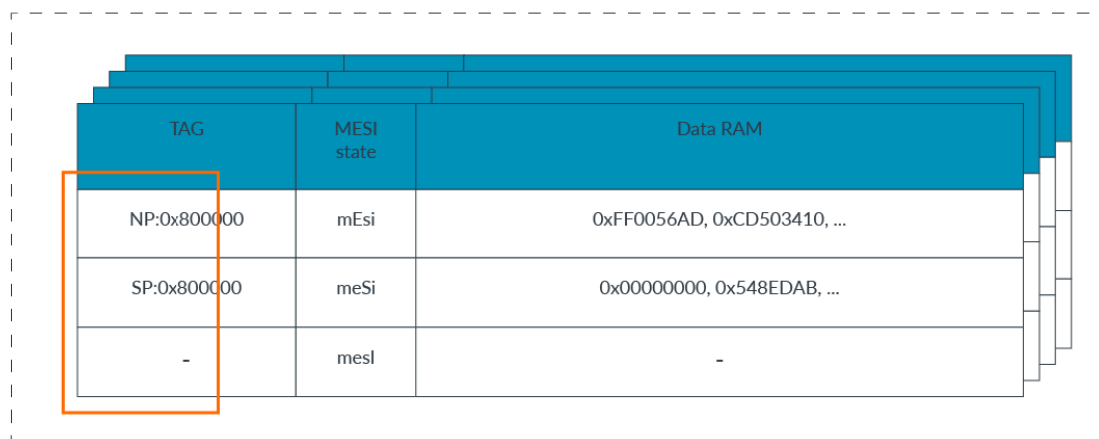 TAG MESI state Data RAM
NP:0x800000 mEsi 0xFF0056AD, 0xCD503410, ...
SP:0x800000 meSi 0x00000000, 0x548EDAB, ...
- mesI -